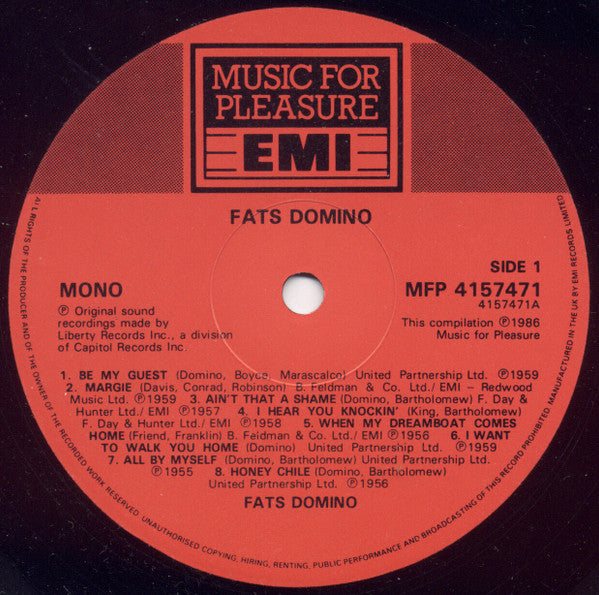 MUSIC FOR
PLEASURE
EMI
FATS DOMINO
MONO
℗ Original sound
recordings made by
Liberty Records Inc., a division
of Capitol Records Inc.
SIDE 1
MFP 4157471
4157471A
This compilation ℗1986
Music for Pleasure
1. BE MY GUEST (Domino, Boyce, Marascalco) United Partnership Ltd. ℗1959
2. MARGIE (Davis, Conrad, Robinson) B. Feldman & Co. Ltd./ EMI – Redwood
Music Ltd. ℗1959 3. AIN'T THAT A SHAME (Domino, Bartholomew) F. Day &
Hunter Ltd./ EMI ℗1957 4. I HEAR YOU KNOCKIN' (King, Bartholomew)
F. Day & Hunter Ltd./ EMI ℗1958 5. WHEN MY DREAMBOAT COMES
HOME (Friend, Franklin) B. Feldman & Co. Ltd./ EMI ℗1956 6. I WANT
TO WALK YOU HOME (Domino) United Partnership Ltd. ℗1959
7. ALL BY MYSELF (Domino, Bartholomew) United Partnership Ltd.
℗1955 8. HONEY CHILE (Domino, Bartholomew)
United Partnership Ltd. ℗1956
FATS DOMINO
ALL RIGHTS OF THE PRODUCER AND OF THE OWNER OF THE RECORDED WORK RESERVED. UNAUTHORISED COPYING, HIRING, RENTING, PUBLIC PERFORMANCE AND BROADCASTING OF THIS RECORD PROHIBITED. MANUFACTURED IN THE UK BY EMI RECORDS LIMITED